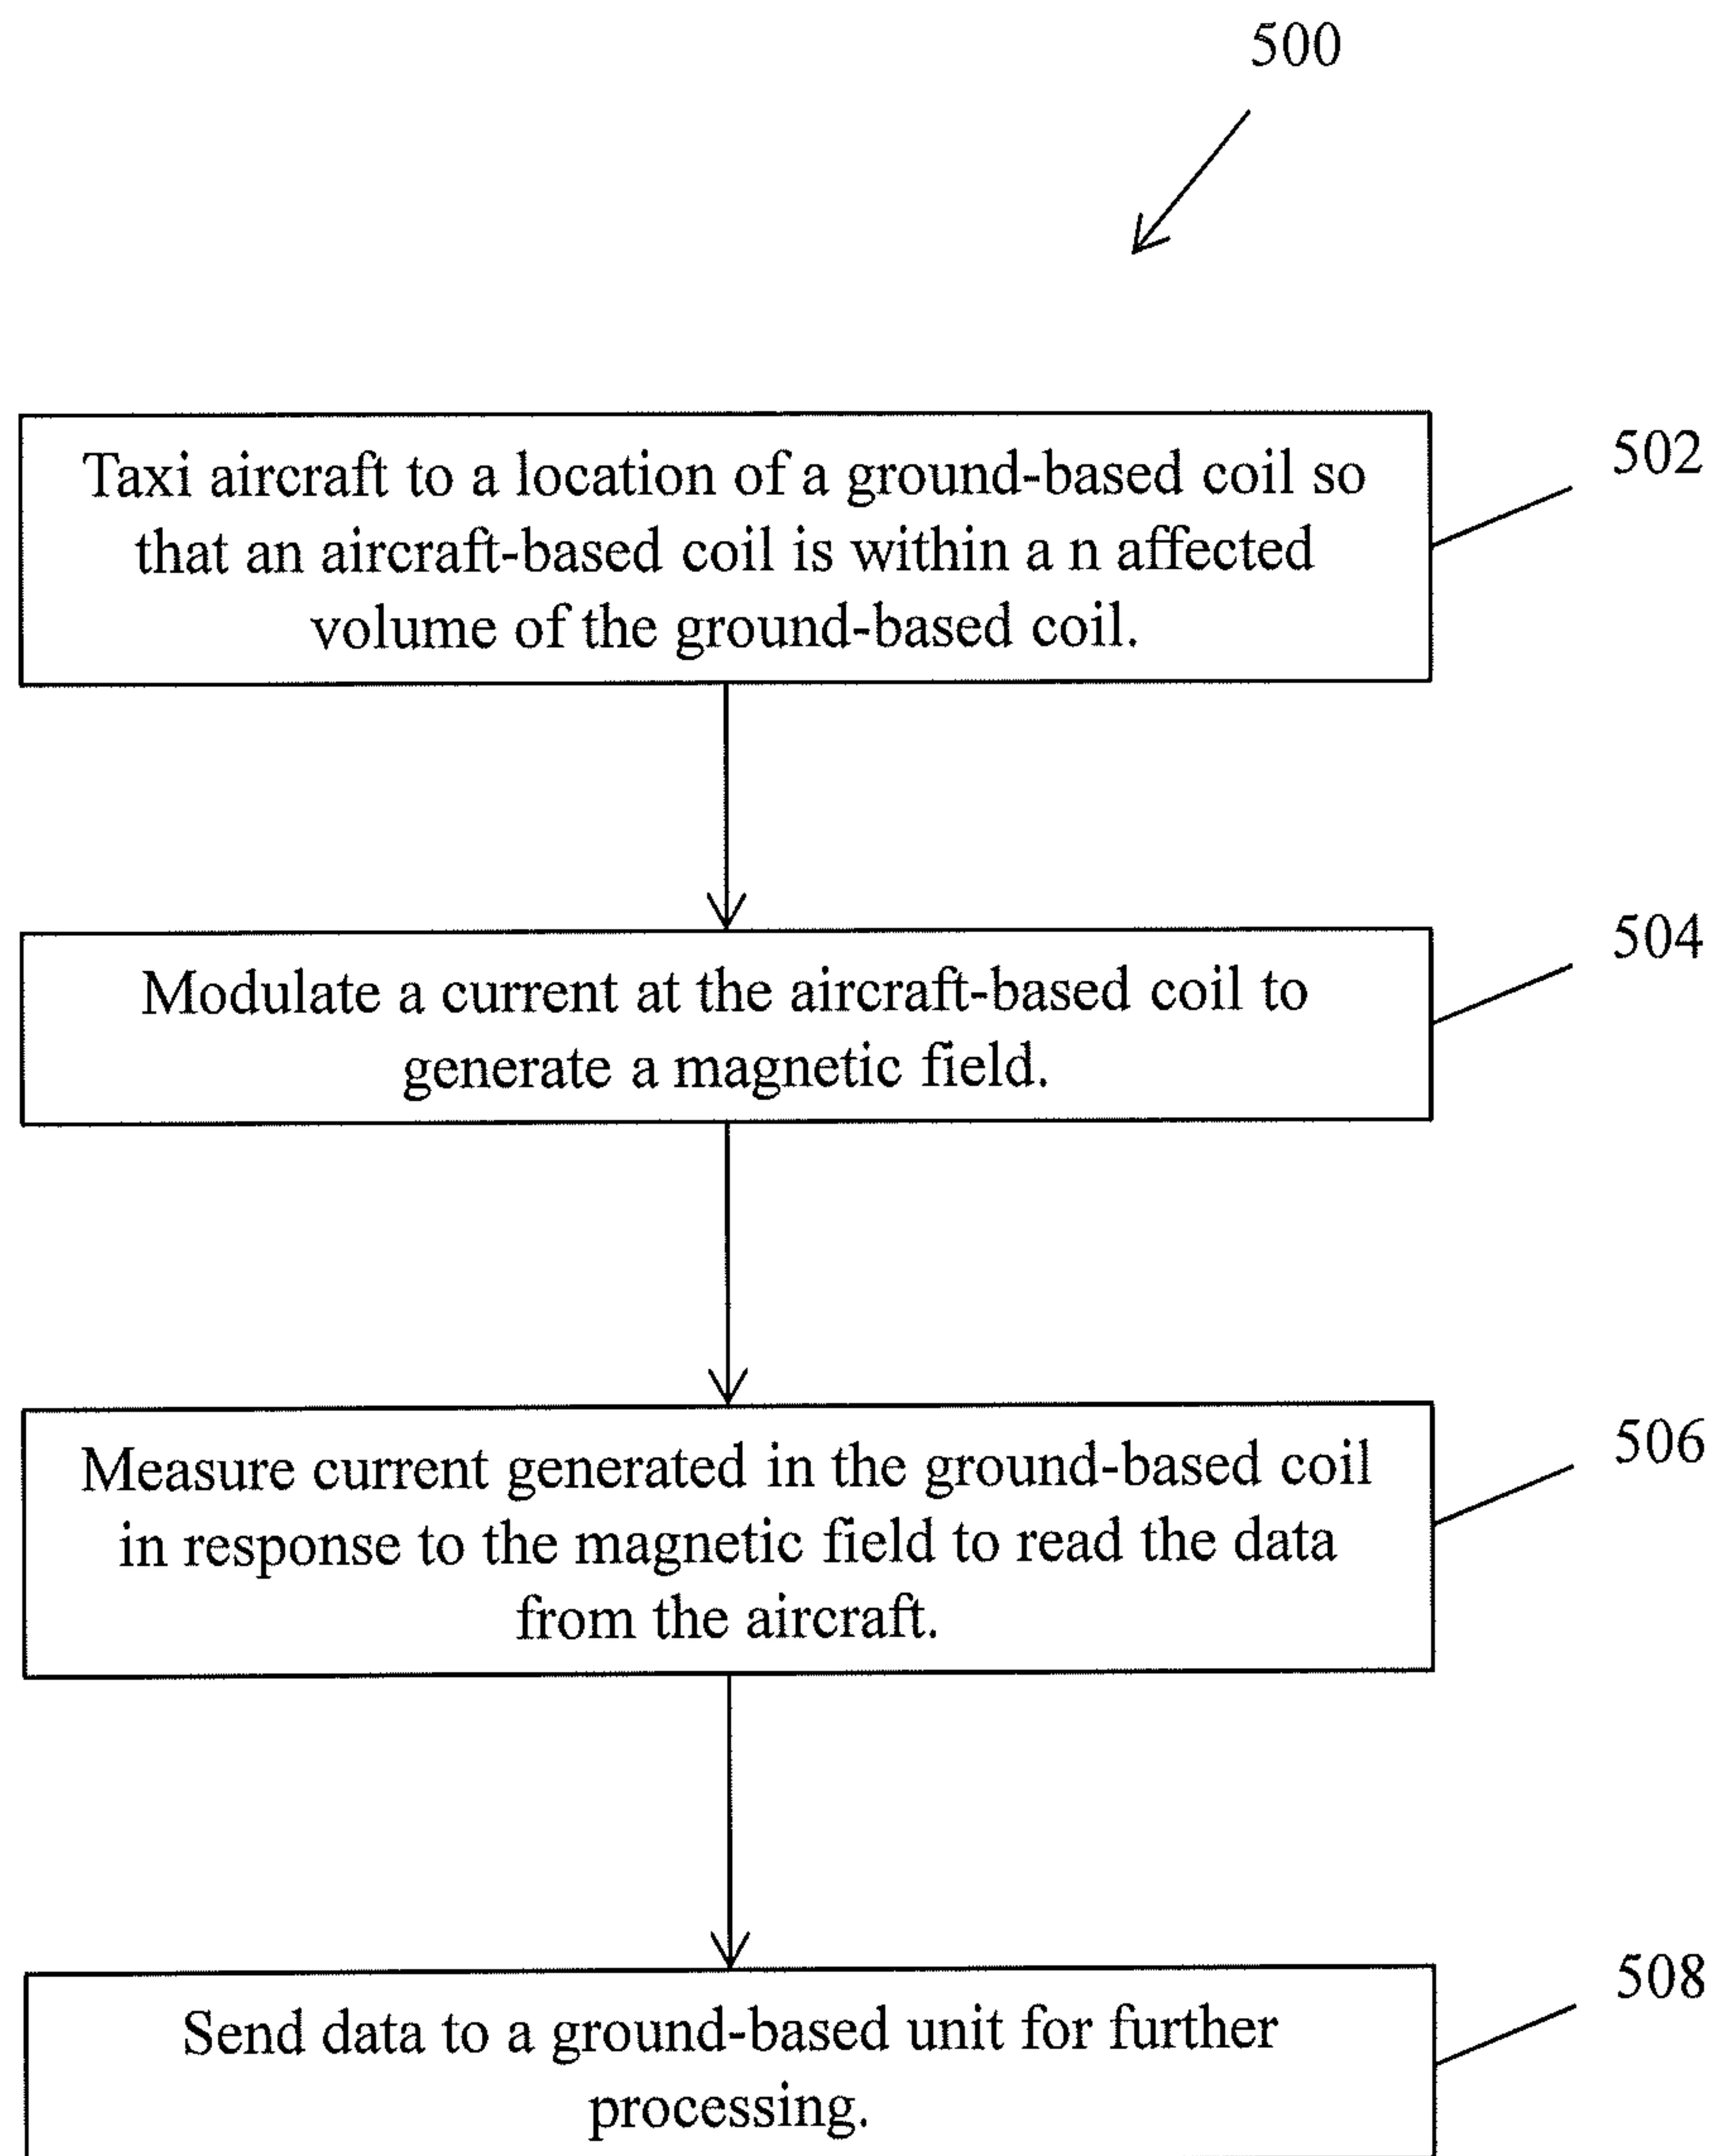 500
Taxi aircraft to a location of a ground-based coil so
that an aircraft-based coil is within a n affected
volume of the ground-based coil.
502
Modulate a current at the aircraft-based coil to
generate a magnetic field.
504
Measure current generated in the ground-based coil
in response to the magnetic field to read the data
from the aircraft.
506
Send data to a ground-based unit for further
processing.
508